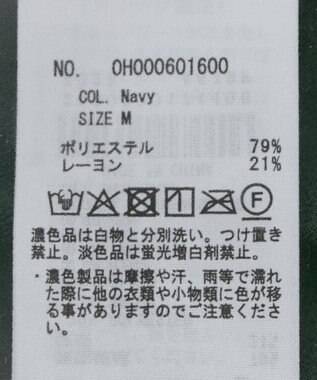 NO. OH000601600
COL. Navy
SIZE M
ポリエステル 79%
レーヨン 21%
濃色品は白物と分別洗い。つけ置き
禁止。淡色品は蛍光増白剤禁止。
・濃色製品は摩擦や汗、雨等で濡れ
た際に他の衣類や小物類に色が移
る事がありますのでご注意くださ
い。